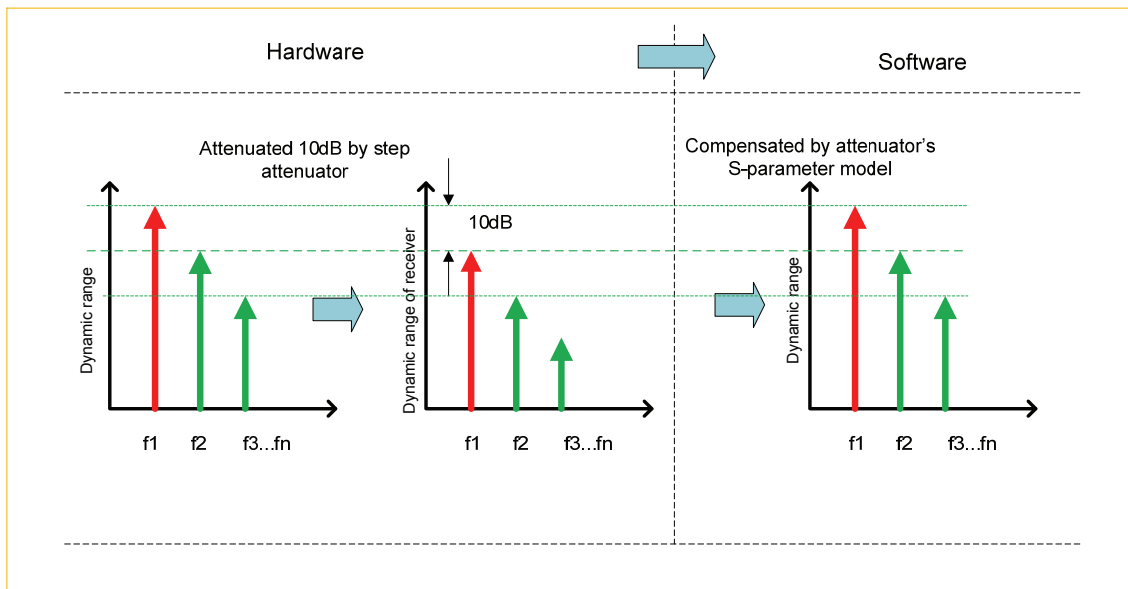 Hardware
Software
Attenuated 10dB by step
attenuator
Compensated by attenuator’s
S-parameter model
10dB
Dynamic range
Dynamic range of receiver
Dynamic range
f1 f2 f3...fn
f1 f2 f3...fn
f1 f2 f3...fn